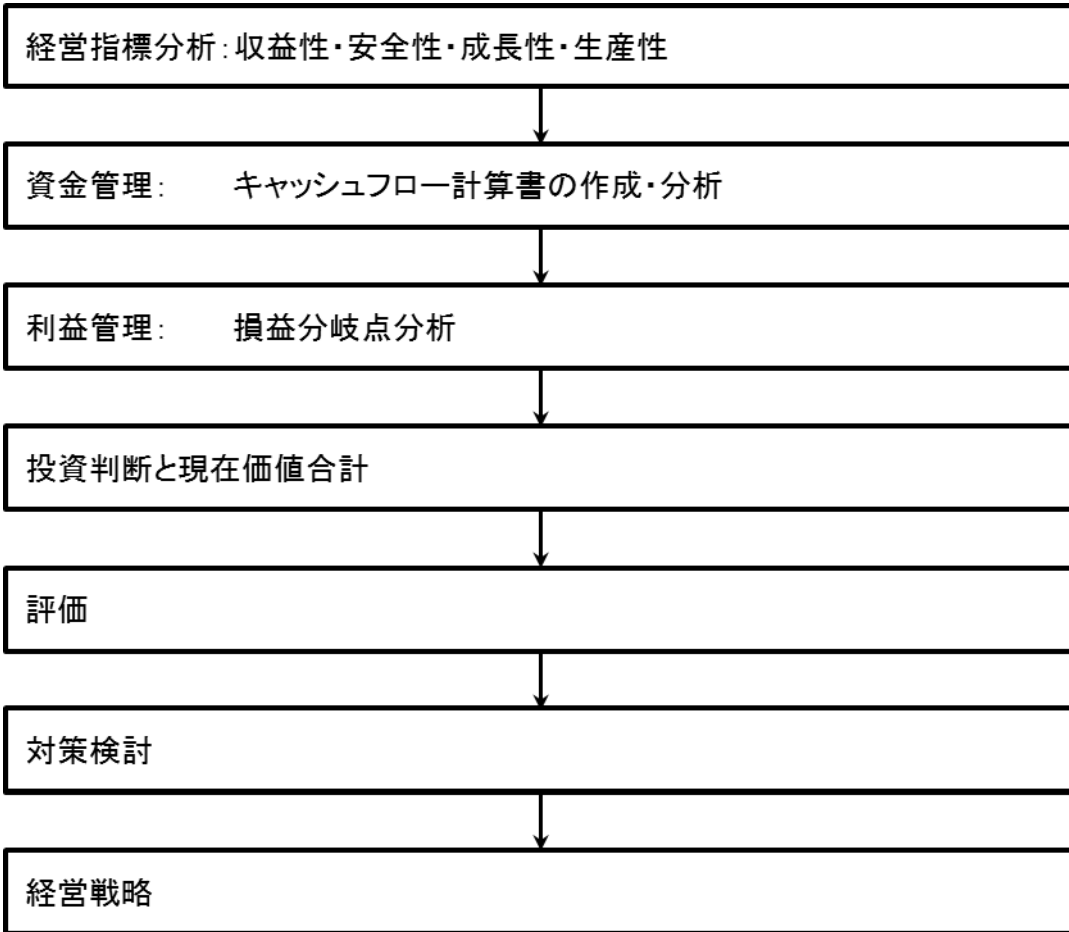 経営指標分析：収益性・安全性・成長性・生産性
資金管理：　　キャッシュフロー計算書の作成・分析
利益管理：　　損益分岐点分析
投資判断と現在価値合計
評価
対策検討
経営戦略